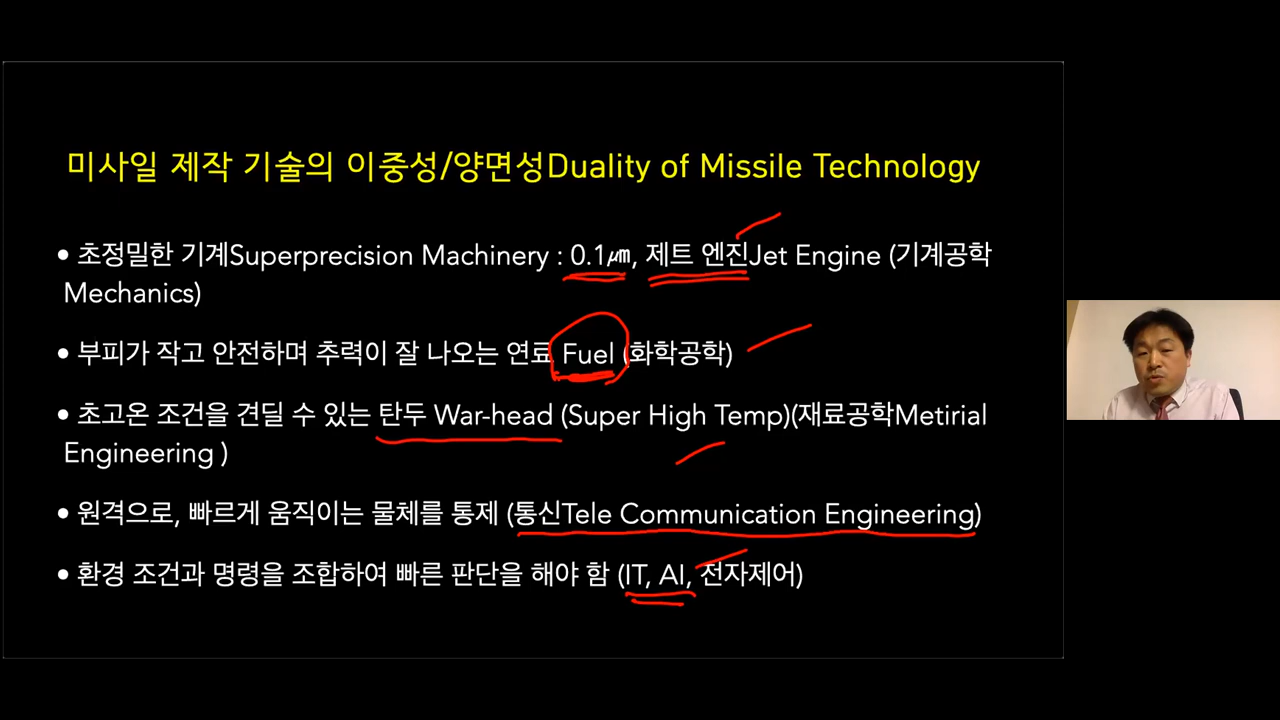 미사일 제작 기술의 이중성/양면성Duality of Missile Technology
• 초정밀한 기계Superprecision Machinery : 0.1㎛, 제트 엔진Jet Engine (기계공학
Mechanics)
• 부피가 작고 안전하며 추력이 잘 나오는 연료 Fuel (화학공학)
• 초고온 조건을 견딜 수 있는 탄두 War-head (Super High Temp)(재료공학Metirial
Engineering )
• 원격으로, 빠르게 움직이는 물체를 통제 (통신Tele Communication Engineering)
• 환경 조건과 명령을 조합하여 빠른 판단을 해야 함 (IT, AI, 전자제어)